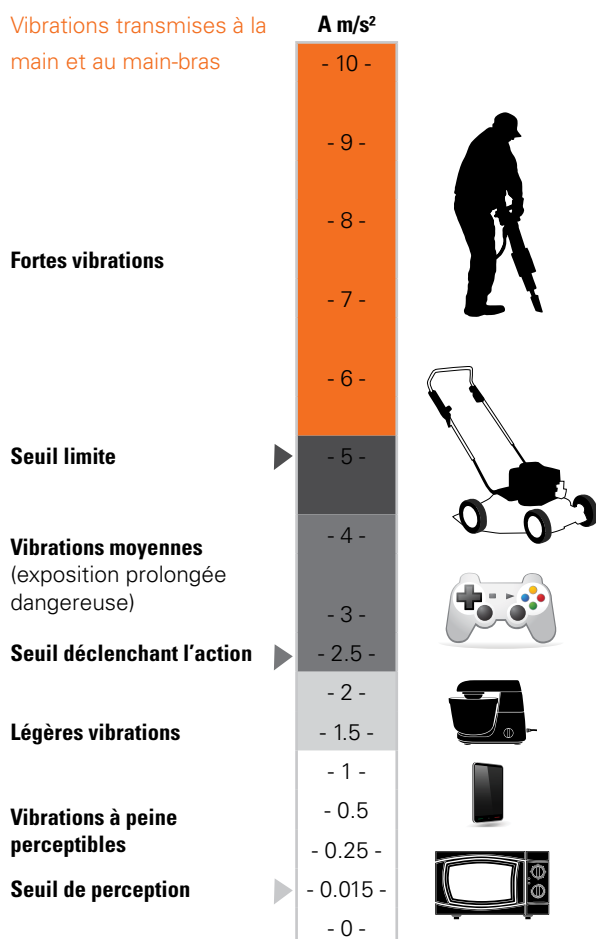 Vibrations transmises à la
main et au main-bras
A m/s²
- 10 -
- 9 -
- 8 -
Fortes vibrations
- 7 -
- 6 -
Seuil limite
- 5 -
- 4 -
Vibrations moyennes
(exposition prolongée
dangereuse)
- 3 -
Seuil déclenchant l’action
- 2.5 -
- 2 -
Légères vibrations
- 1.5 -
- 1 -
- 0.5
Vibrations à peine
perceptibles
- 0.25 -
Seuil de perception
- 0.015 -
- 0 -